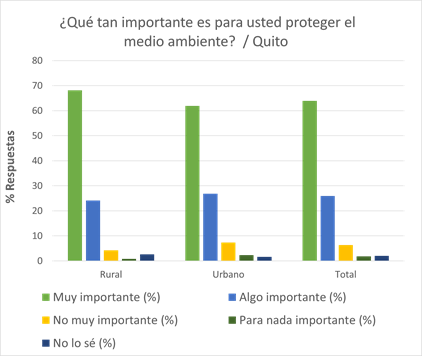 ¿Qué tan importante es para usted proteger el
medio ambiente?  / Quito
% Respuestas
80
70
60
50
40
30
20
10
0
Rural
Urbano
Total
Muy importante (%)
Algo importante (%)
No muy importante (%)
Para nada importante (%)
No lo sé (%)